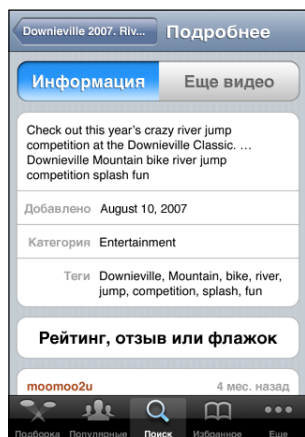 Downieville 2007. Riv... Подробнее
Информация Еще видео
Check out this year's crazy river jump
competition at the Downieville Classic. ...
Downieville Mountain bike river jump
competition splash fun
Добавлено August 10, 2007
Категория Entertainment
Теги Downieville, Mountain, bike, river,
jump, competition, splash, fun
Рейтинг, отзыв или флажок
moomoo2u 4 мес. назад
Подборка Популярные Поиск Избранное Еще